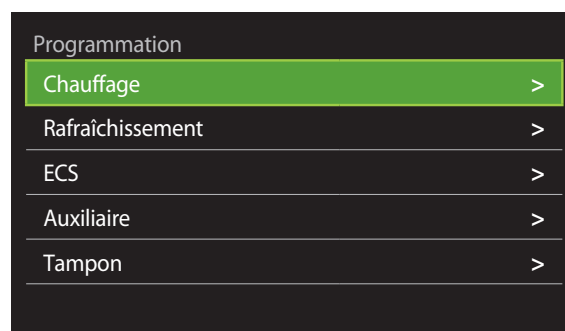 Programmation
Chauffage >
Rafraîchissement >
ECS >
Auxiliaire >
Tampon >